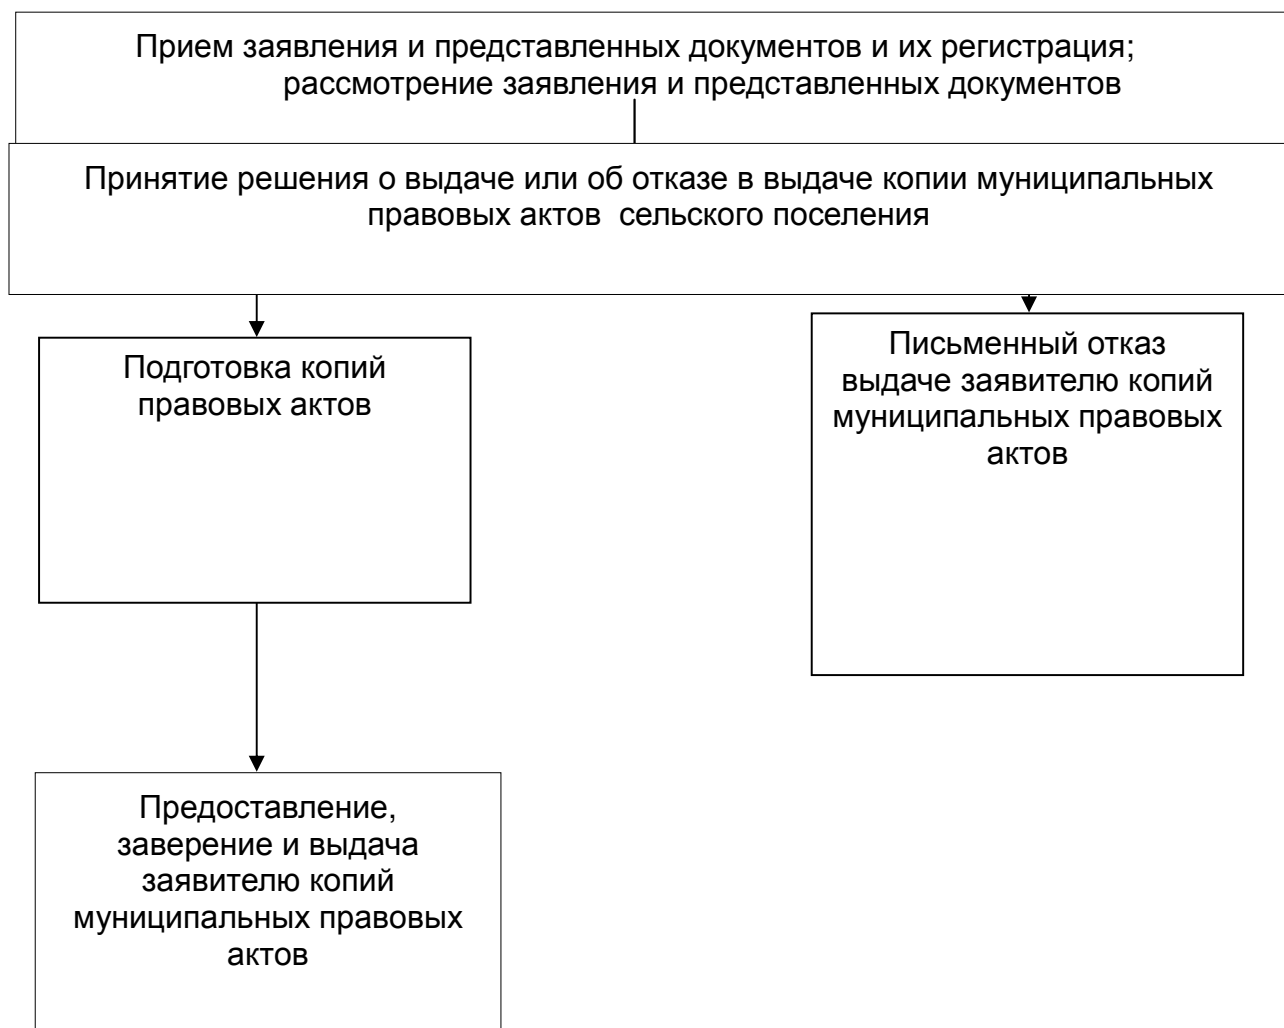 Прием заявления и представленных документов и их регистрация;
рассмотрение заявления и представленных документов
Принятие решения о выдаче или об отказе в выдаче копии муниципальных
правовых актов  сельского поселения
Подготовка копий
правовых актов
Письменный отказ
выдаче заявителю копий
муниципальных правовых
актов
Предоставление,
заверение и выдача
заявителю копий
муниципальных правовых
актов